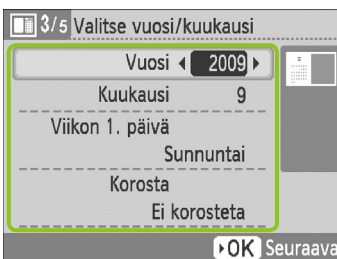 3/5 Valitse vuosi/kuukausi
Vuosi 2009
Kuukausi 9
Viikon 1. päivä
Sunnuntai
Korosta
Ei korosteta
OK Seuraava